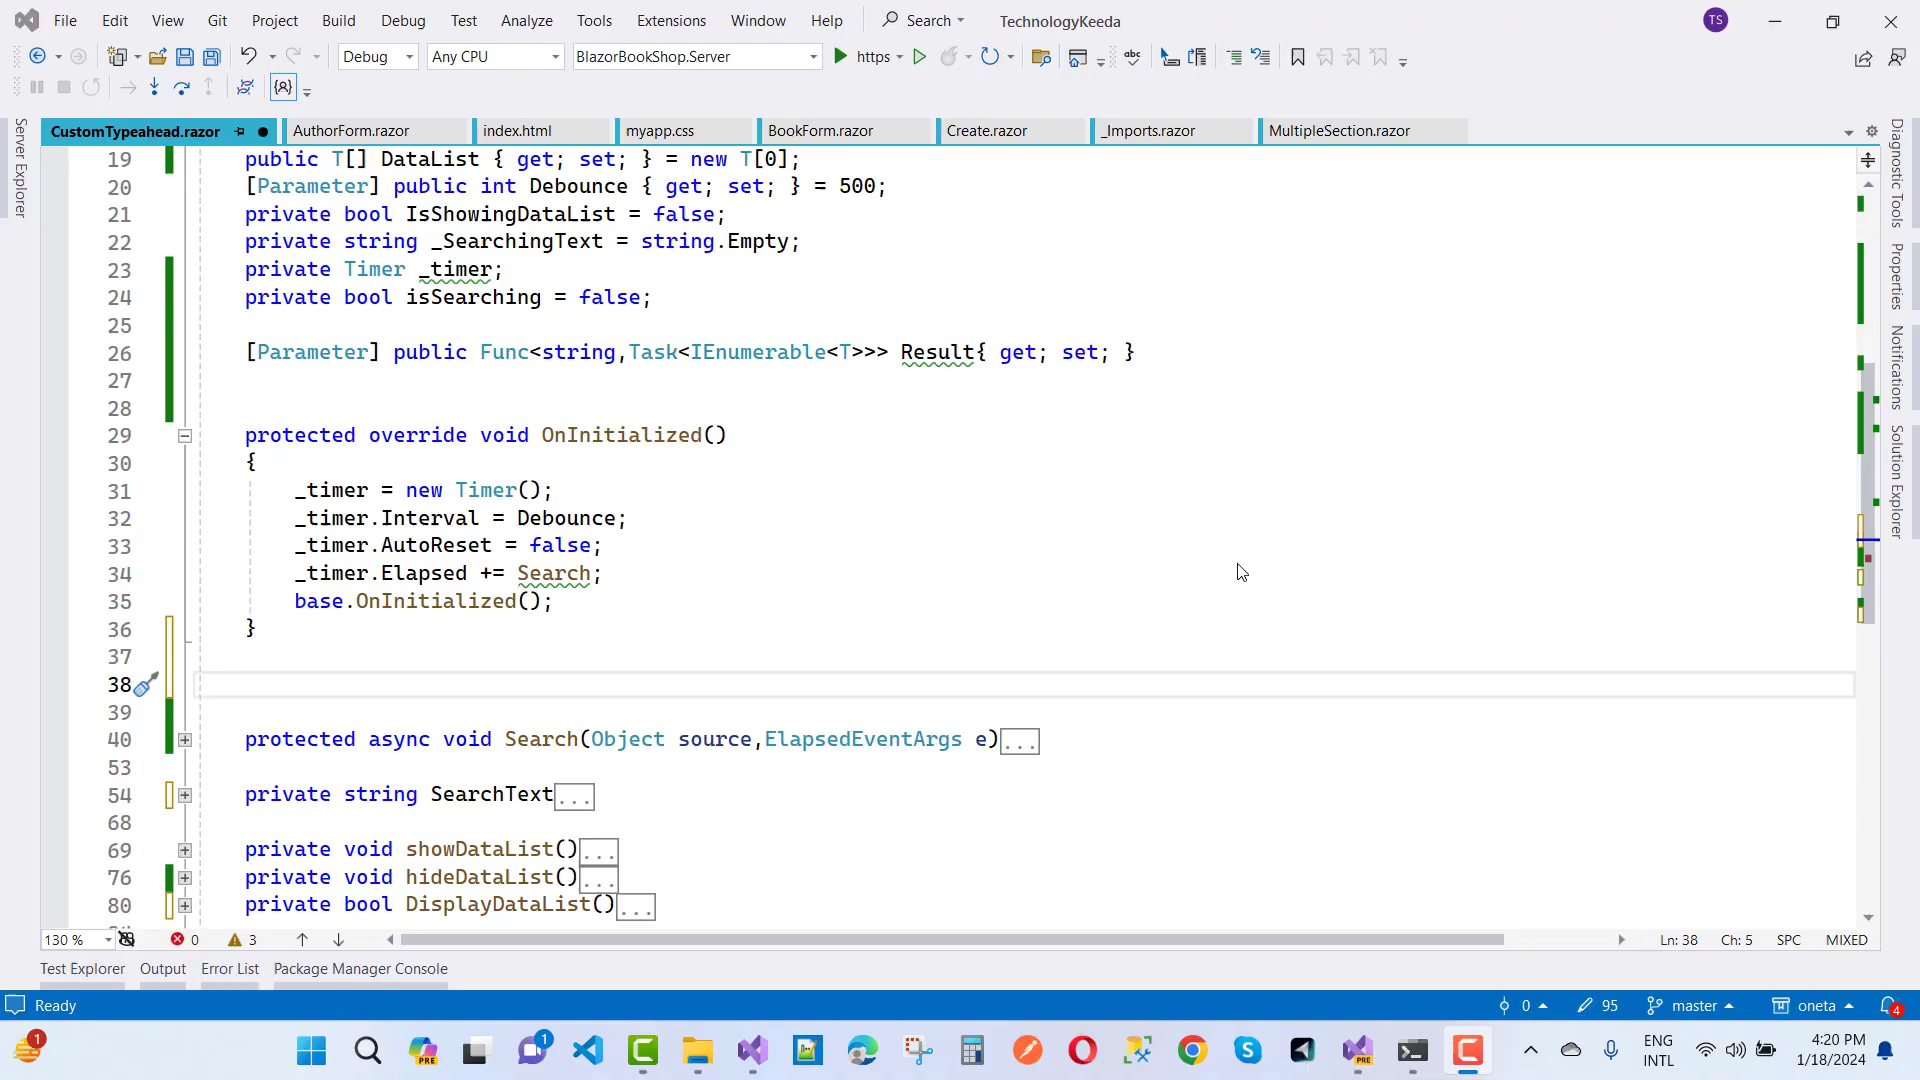 File Edit View Git Project Build Debug Test Analyze Tools Extensions Window Help Search TechnologyKeeda TS
Debug Any CPU BlazorBookShop.Server https abc
CustomTypeahead.razor AuthorForm.razor index.html myapp.css BookForm.razor Create.razor _Imports.razor MultipleSection.razor
Server Explorer
19 public T[] DataList { get; set; } = new T[0];
20 [Parameter] public int Debounce { get; set; } = 500;
21 private bool IsShowingDataList = false;
22 private string _SearchingText = string.Empty;
23 private Timer _timer;
24 private bool isSearching = false;
25
26 [Parameter] public Func<string,Task<IEnumerable<T>>> Result{ get; set; }
27
28
29 protected override void OnInitialized()
30 {
31 _timer = new Timer();
32 _timer.Interval = Debounce;
33 _timer.AutoReset = false;
34 _timer.Elapsed += Search;
35 base.OnInitialized();
36 }
37
38
39
40 protected async void Search(Object source,ElapsedEventArgs e)...
53
54 private string SearchText...
68
69 private void showDataList()...
76 private void hideDataList()...
80 private bool DisplayDataList()...
Diagnostic Tools
Properties
Notifications
Solution Explorer
130 % 0 3 Ln: 38 Ch: 5 SPC MIXED
Test Explorer Output Error List Package Manager Console
Ready 0 95 master oneta 4
1 PRE 1 PRE ENG INTL 4:20 PM 1/18/2024